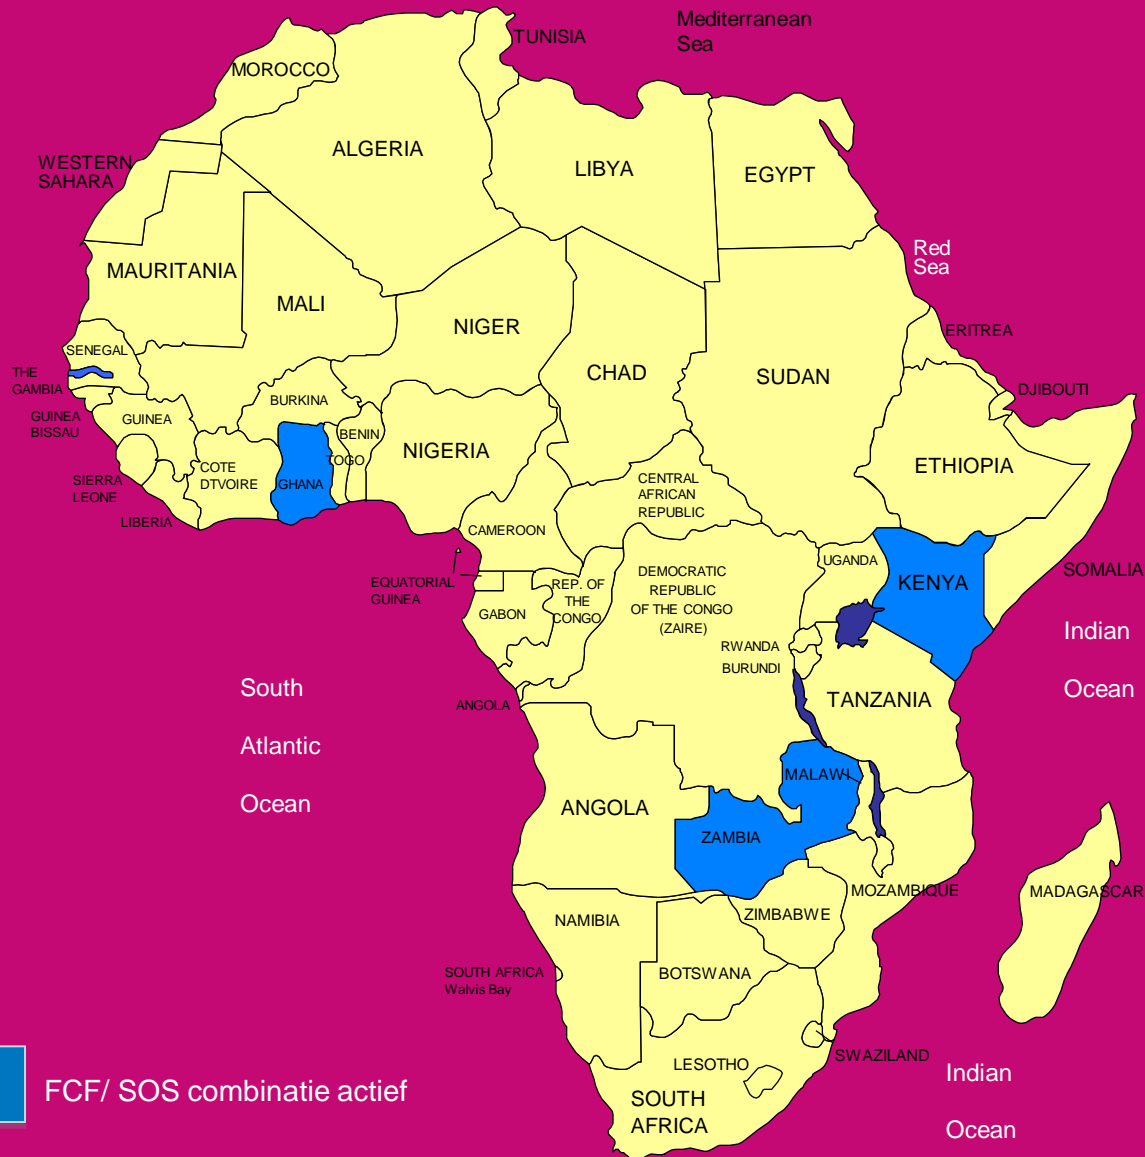 Mediterranean
Sea
TUNISIA
MOROCCO
ALGERIA
LIBYA
EGYPT
WESTERN
SAHARA
Red
Sea
MAURITANIA
MALI
NIGER
CHAD
SUDAN
ERITREA
SENEGAL
THE
GAMBIA
DJIBOUTI
GUINEA
BISSAU
GUINEA
BURKINA
BENIN
NIGERIA
TOGO
COTE
DTVOIRE
GHANA
SIERRA
LEONE
LIBERIA
CENTRAL
AFRICAN
REPUBLIC
ETHIOPIA
CAMEROON
EQUATORIAL
GUINEA
GABON
REP. OF
THE
CONGO
DEMOCRATIC
REPUBLIC
OF THE CONGO
(ZAIRE)
UGANDA
KENYA
SOMALIA
RWANDA
BURUNDI
Indian
Ocean
South
Atlantic
Ocean
ANGOLA
TANZANIA
MALAWI
ANGOLA
ZAMBIA
MOZAMBIQUE
MADAGASCAR
NAMIBIA
ZIMBABWE
BOTSWANA
SOUTH AFRICA
Walvis Bay
SWAZILAND
LESOTHO
SOUTH
AFRICA
Indian
Ocean
FCF/ SOS combinatie actief